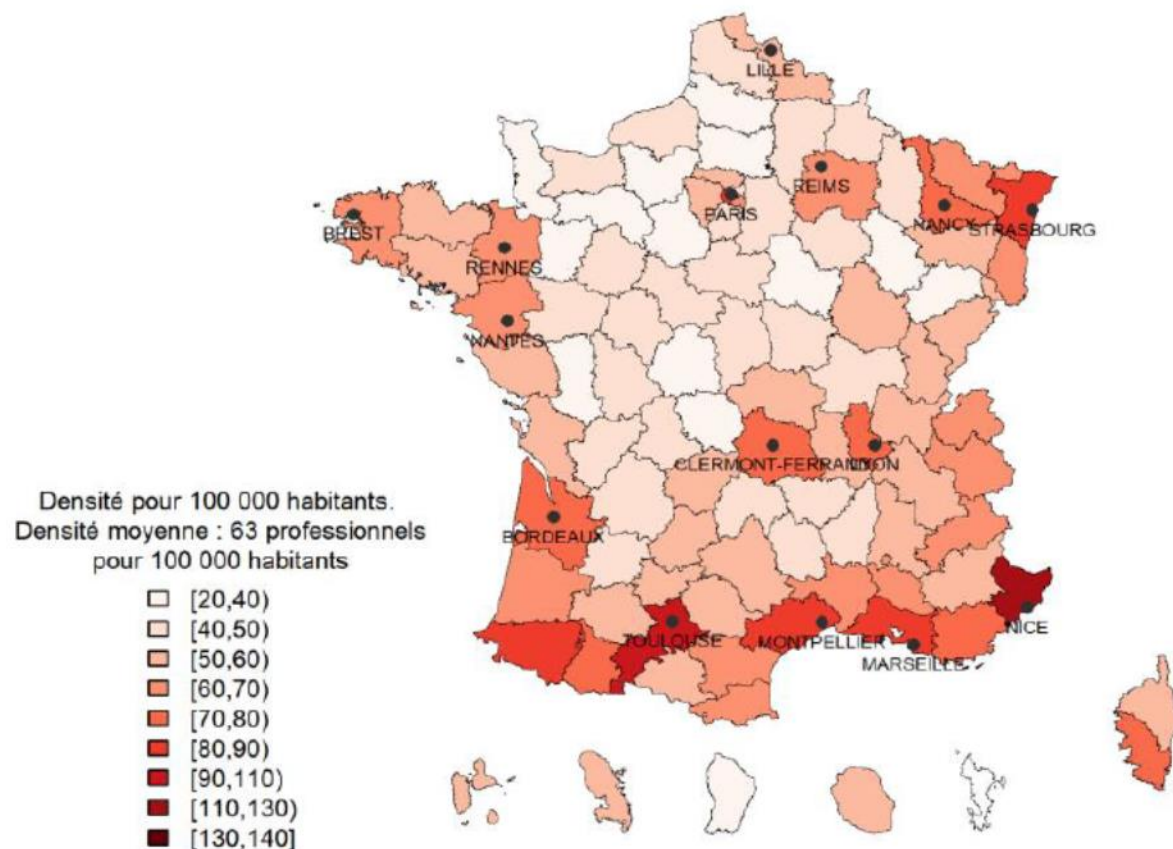 LILLE
REIMS
PARIS
NANCY
STRASBOURG
BREST
RENNES
NANTES
CLERMONT-FERRAND
LYON
Densité pour 100 000 habitants.
Densité moyenne : 63 professionnels
pour 100 000 habitants
BORDEAUX
[20,40)
[40,50)
[50,60)
[60,70)
[70,80)
[80,90)
[90,110)
[110,130)
[130,140]
TOULOUSE
MONTPELLIER
MARSEILLE
NICE